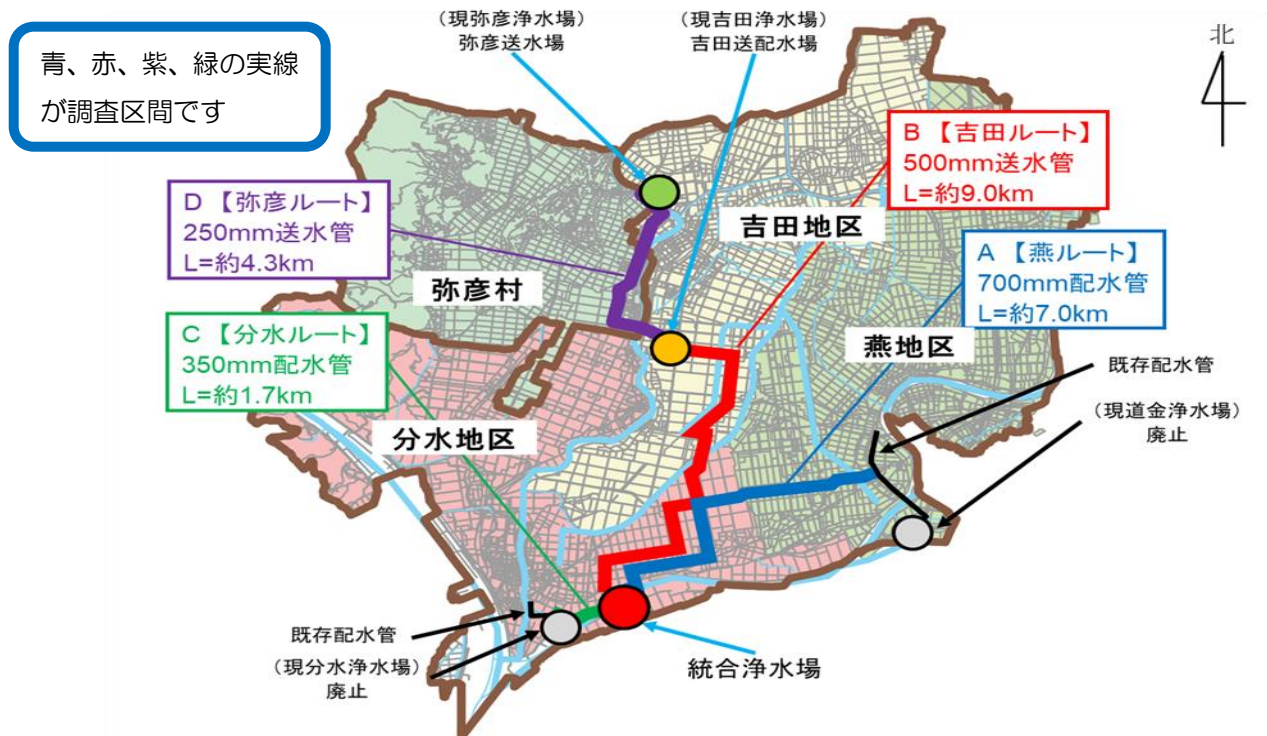 青、赤、紫、緑の実線
が調査区間です
（現弥彦浄水場）
弥彦送水場
（現吉田浄水場）
吉田送配水場
北
B 【吉田ルート】
500mm送水管
L=約9.0km
D 【弥彦ルート】
250mm送水管
L=約4.3km
吉田地区
A 【燕ルート】
700mm配水管
L=約7.0km
弥彦村
C 【分水ルート】
350mm配水管
L=約1.7km
燕地区
既存配水管
（現道金浄水場）
廃止
分水地区
既存配水管
（現分水浄水場）
廃止
統合浄水場